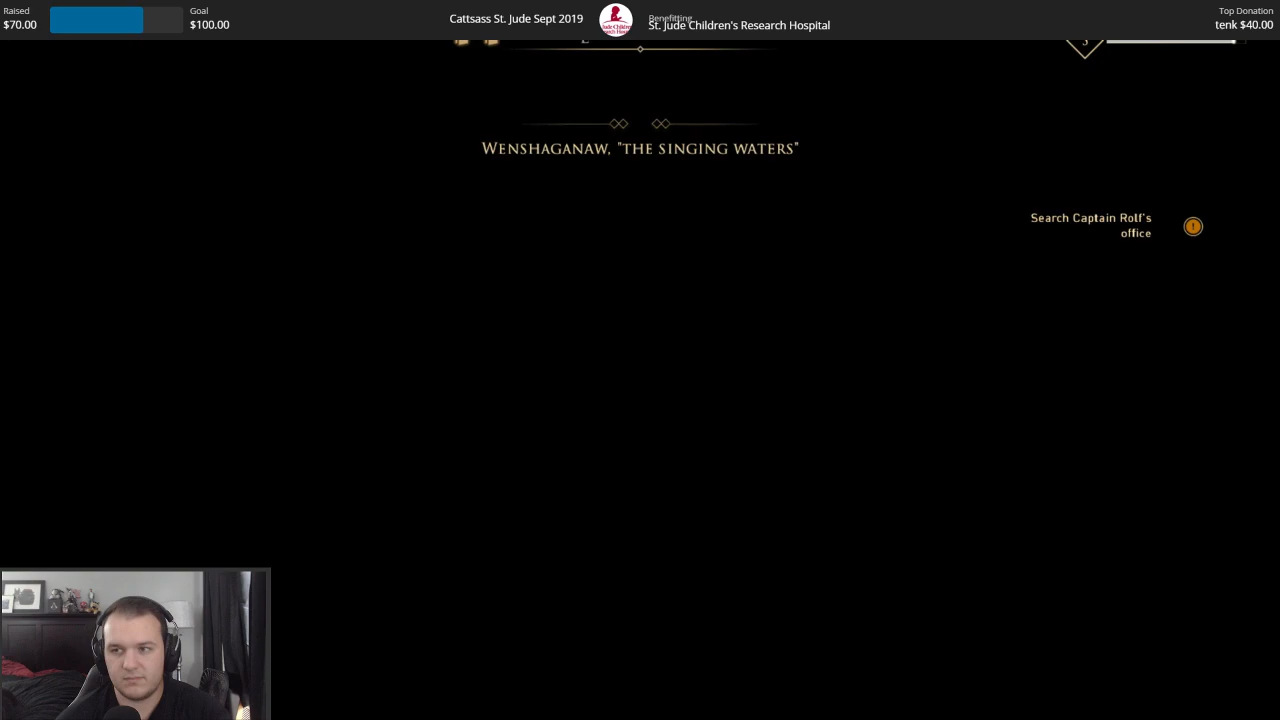 Raised
$70.00
Goal
$100.00
Cattsass St. Jude Sept 2019
Benefitting
St. Jude Children's Research Hospital
Top Donation
tenk $40.00
WENSHAGANAW, "THE SINGING WATERS"
Search Captain Rolf's
office